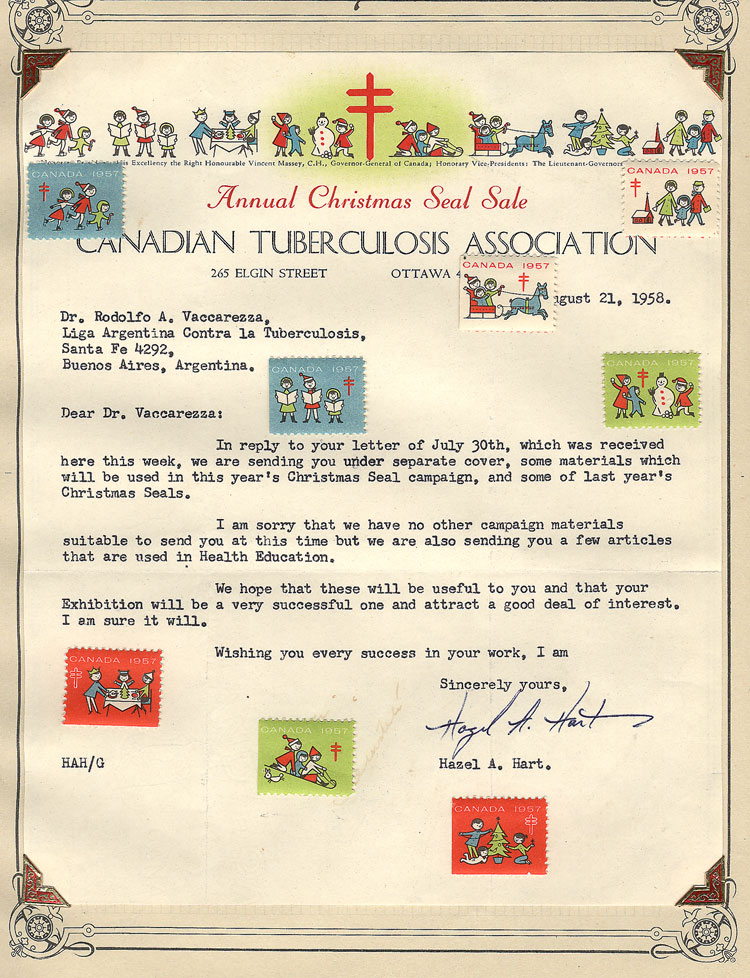 Excellency the Right Honourable Vincent Massey, C.H., Governor-General of Canada; Honorary Vice-Presidents: The Lieutenant-Governors
CANADA 1957
CANADA 1957
Annual Christmas Seal Sale
CANADIAN TUBERCULOSIS ASSOCIATION
265 ELGIN STREET OTTAWA
CANADA 1957
gust 21, 1958.
Dr. Rodolfo A. Vaccarezza,
Liga Argentina Contra la Tuberculosis,
Santa Fe 4292,
Buenos Aires, Argentina.
CANADA 1957
CANADA 1957
Dear Dr. Vaccarezza:
In reply to your letter of July 30th, which was received
here this week, we are sending you under separate cover, some materials which
will be used in this year's Christmas Seal campaign, and some of last year's
Christmas Seals.
I am sorry that we have no other campaign materials
suitable to send you at this time but we are also sending you a few articles
that are used in Health Education.
We hope that these will be useful to you and that your
Exhibition will be a very successful one and attract a good deal of interest.
I am sure it will.
Wishing you every success in your work, I am
CANADA 1957
Sincerely yours,
Hazel A. Hart
CANADA 1957
HAH/G
Hazel A. Hart.
CANADA 1957